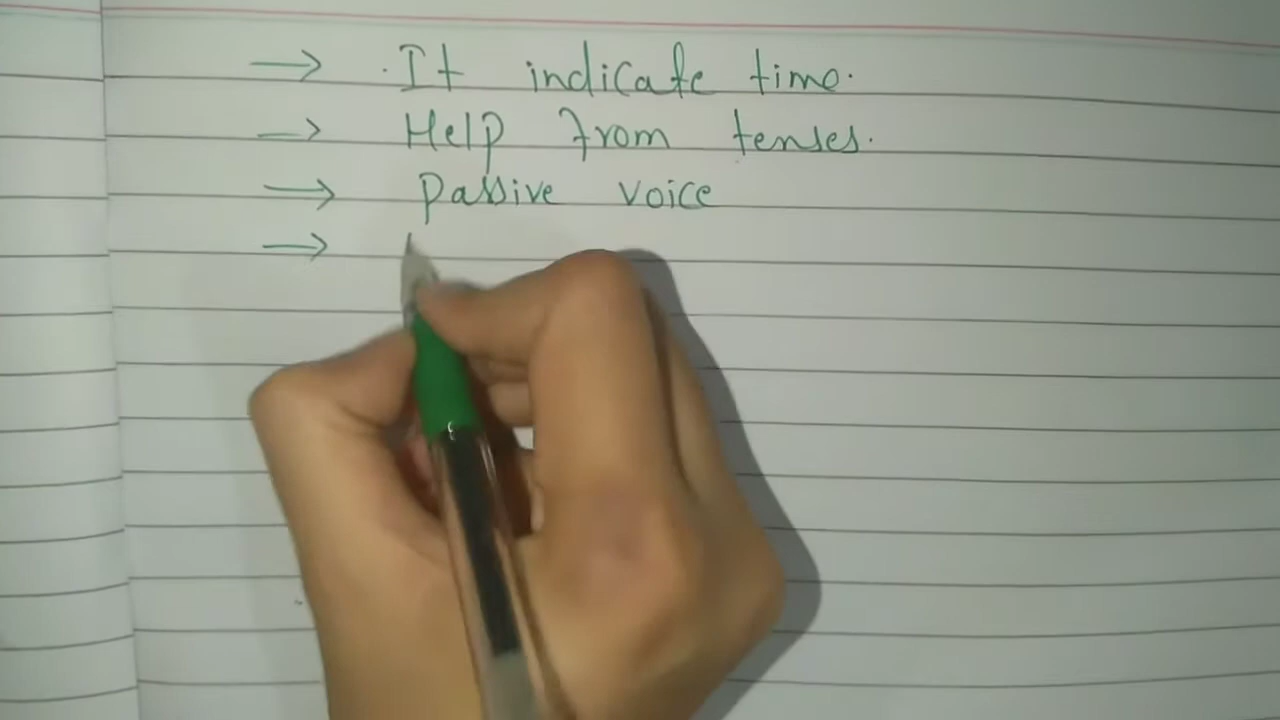 → .It indicate time.
→ Help from tenses.
→ Passive voice
→